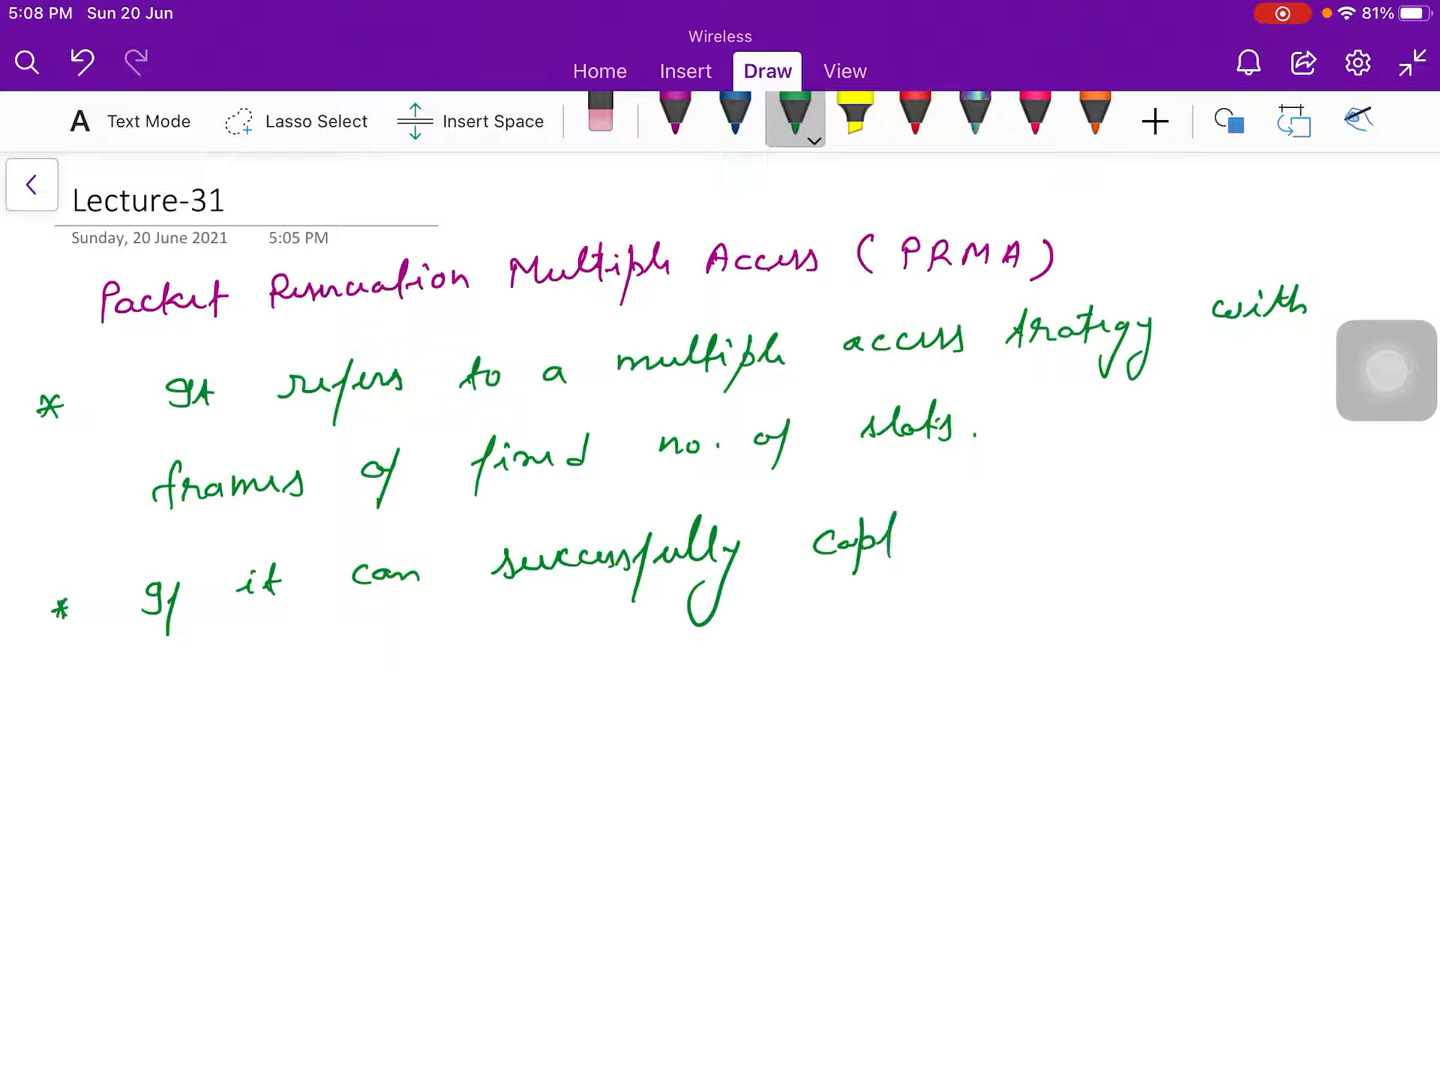 5:08 PM Sun 20 Jun 81%
Wireless
Home Insert Draw View
A Text Mode Lasso Select Insert Space
Lecture-31
Sunday, 20 June 2021 5:05 PM
Packet Reservation Multiple Access (PRMA)
* It refers to a multiple access strategy with
frames of fixed no. of slots.
* If it can successfully capt